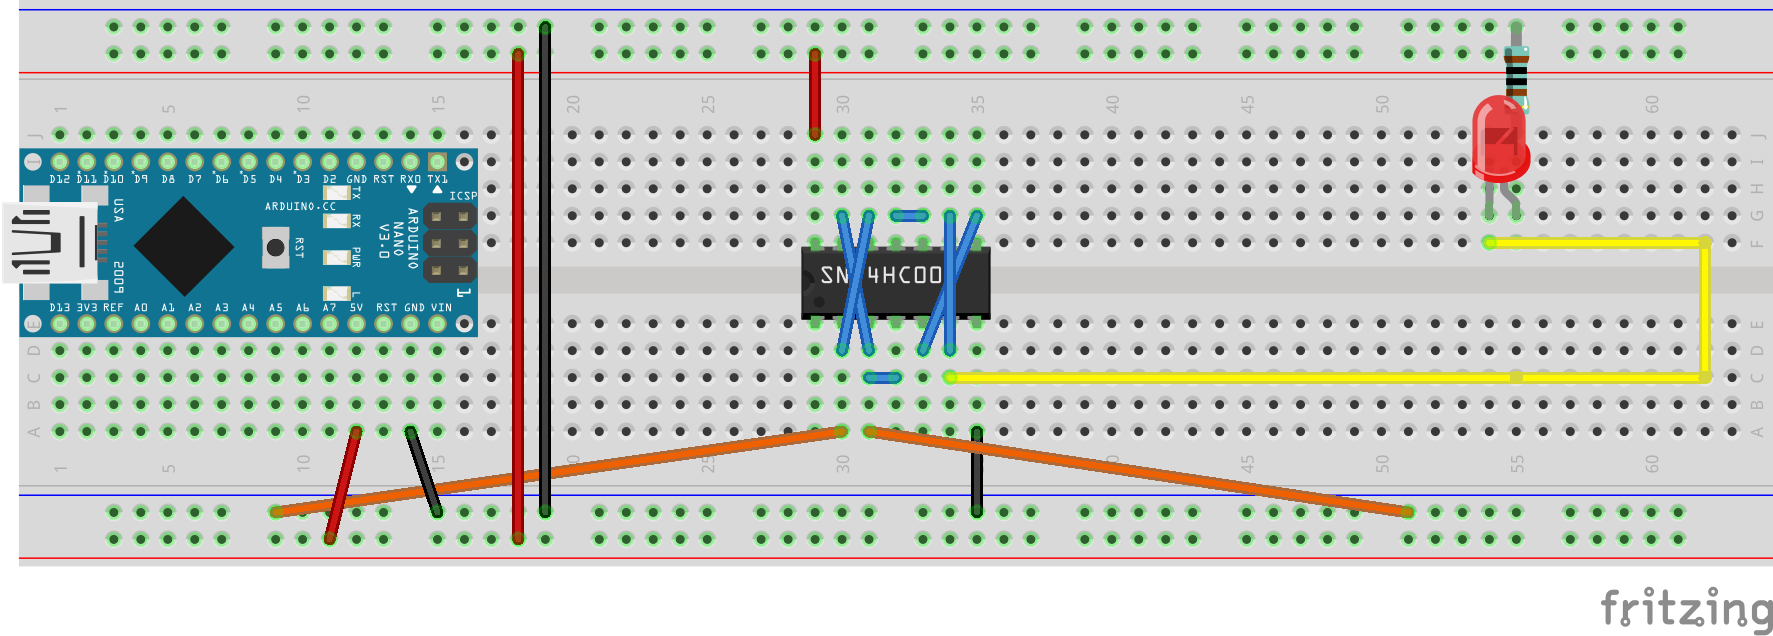 1 5 10 15 20 25 30 35 40 45 50 55 60
J J
I I
H
G
F
E E
D D
C C
B B
A A
D12 D11 D10 D9 D8 D7 D6 D5 D4 D3 D2 GND RST RX0 TX1
TX
RX
PWR
L
ICSP
ARDUINO.CC
ARDUINO
NANO
V3.0
USA
2009
RST
D13 3V3 REF A0 A1 A2 A3 A4 A5 A6 A7 5V RST GND VIN
1
SN74HC00
1 5 10 15 25 30 35 40 45 50 55 60
fritzing